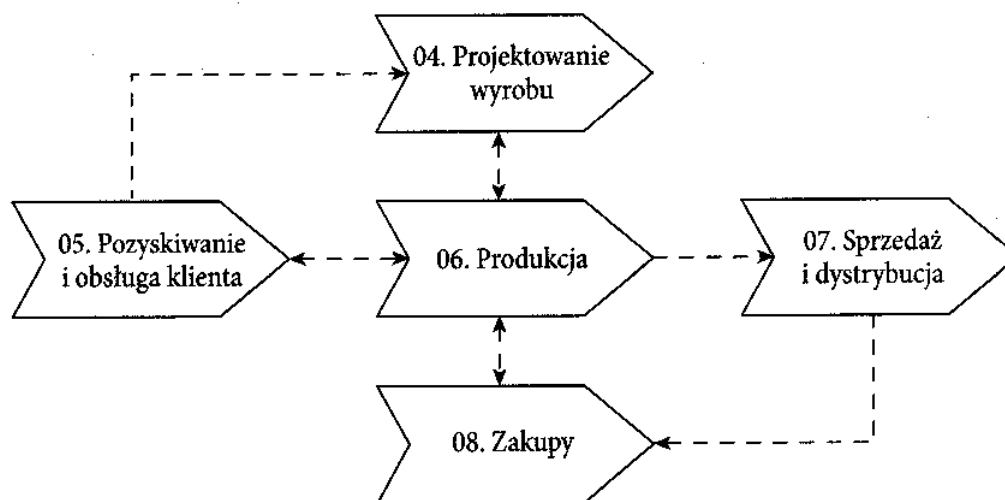 04. Projektowanie
wyrobu
05. Pozyskiwanie
i obsługa klienta
06. Produkcja
07. Sprzedaż
i dystrybucja
08. Zakupy